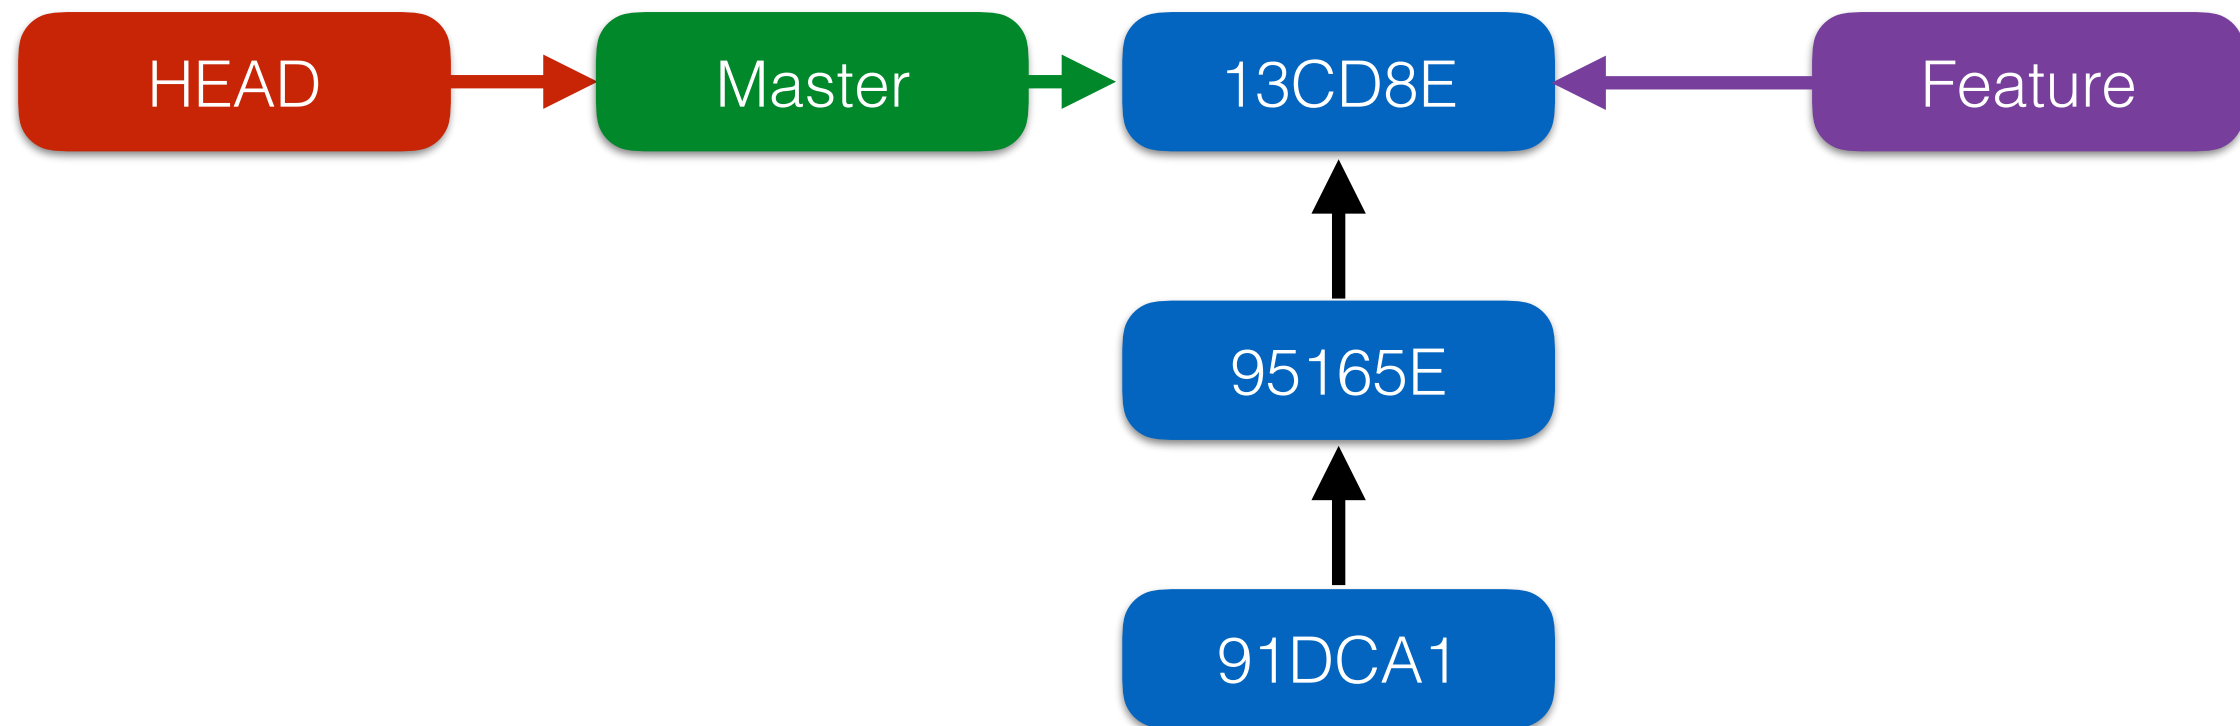 HEAD
Master
13CD8E
Feature
95165E
91DCA1